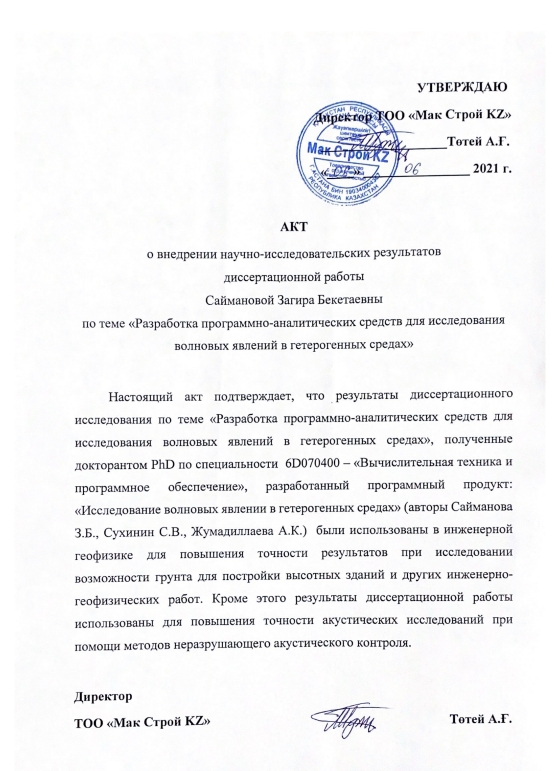 УТВЕРЖДАЮ
Директор ТОО «Мак Строй KZ»
Төтей А.Ғ.
06 2021 г.
Мак Строй KZ
РЕСПУБЛИКА КАЗАХСТАН
АКТ
о внедрении научно-исследовательских результатов
диссертационной работы
Саймановой Загира Бекетаевны
по теме «Разработка программно-аналитических средств для исследования
волновых явлений в гетерогенных средах»
Настоящий акт подтверждает, что результаты диссертационного
исследования по теме «Разработка программно-аналитических средств для
исследования волновых явлений в гетерогенных средах», полученные
докторантом PhD по специальности 6D070400 – «Вычислительная техника и
программное обеспечение», разработанный программный продукт:
«Исследование волновых явлении в гетерогенных средах» (авторы Сайманова
З.Б., Сухинин С.В., Жумадиллаева А.К.) были использованы в инженерной
геофизике для повышения точности результатов при исследовании
возможности грунта для постройки высотных зданий и других инженерно-
геофизических работ. Кроме этого результаты диссертационной работы
использованы для повышения точности акустических исследований при
помощи методов неразрушающего акустического контроля.
Директор
ТОО «Мак Строй KZ» Төтей А.Ғ.